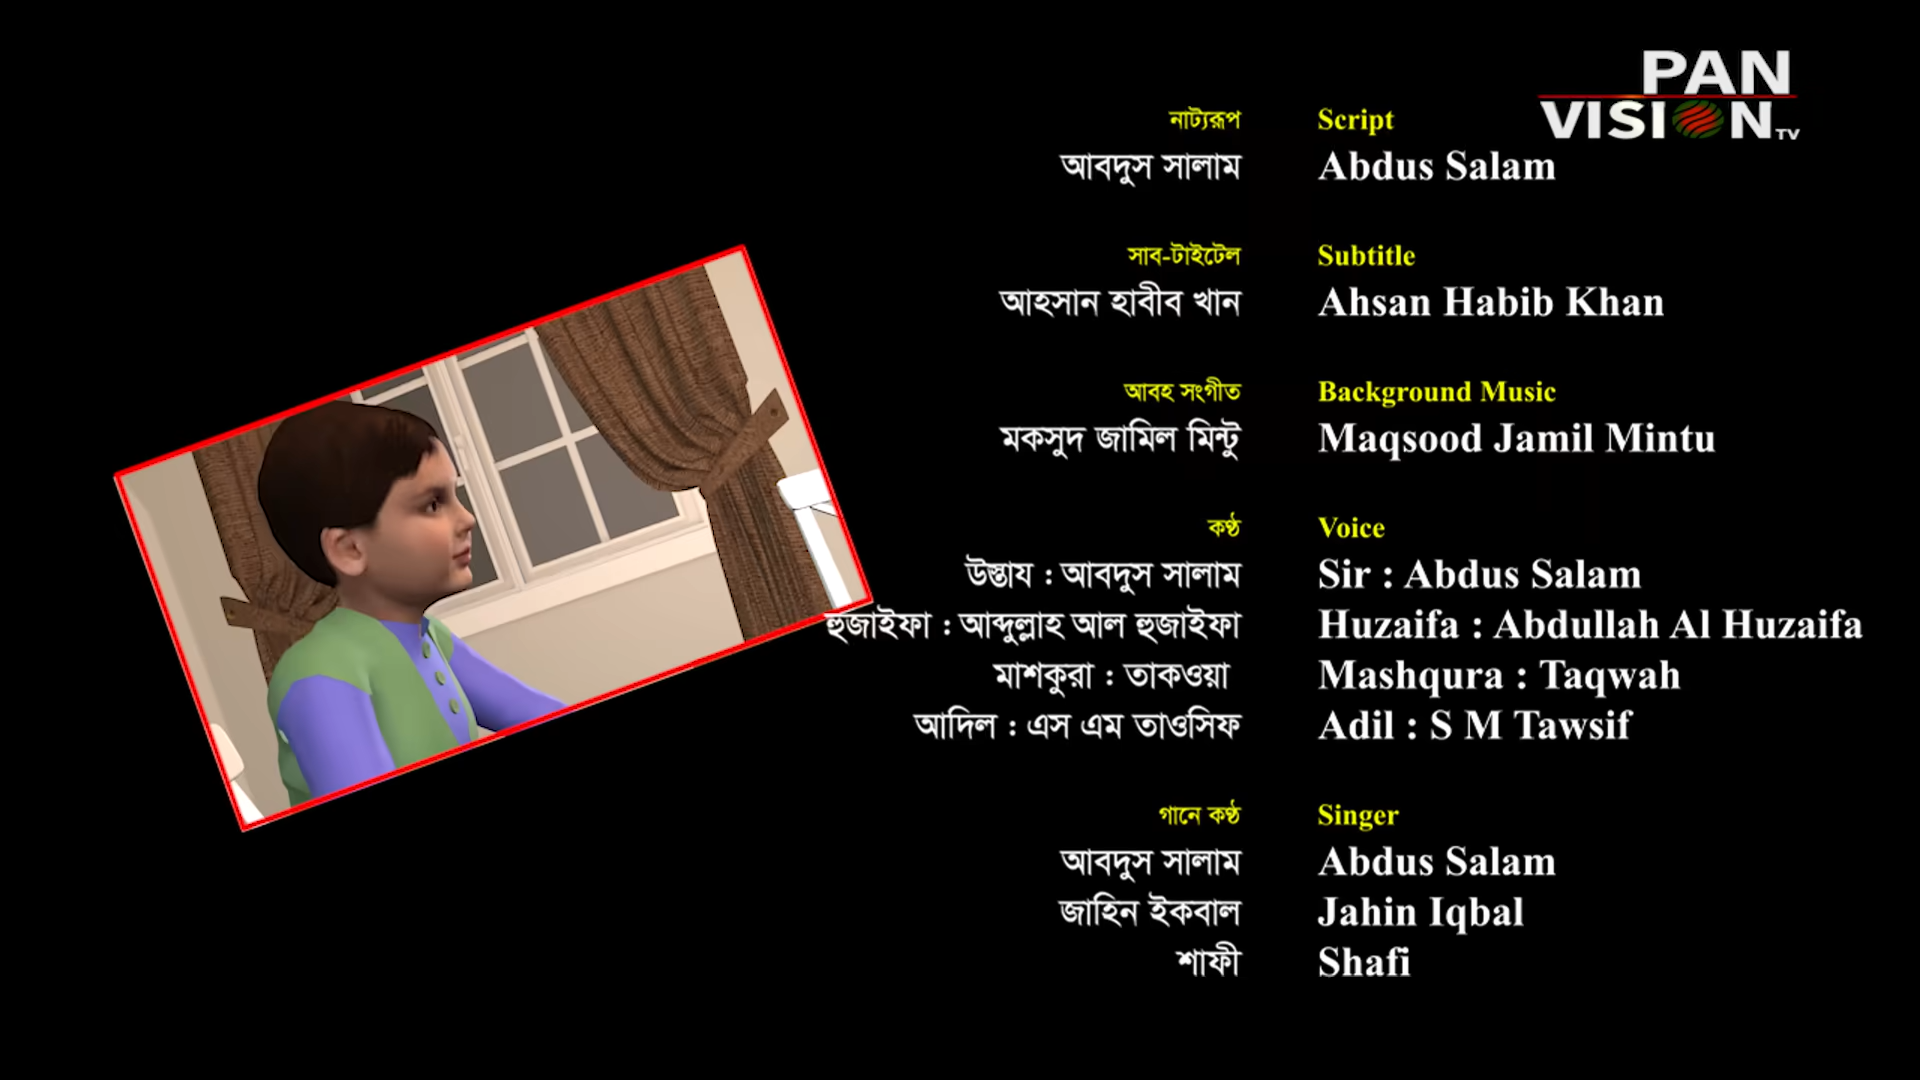 PAN
VISION TV
নাট্যরূপ Script
আবদুস সালাম Abdus Salam
সাব-টাইটেল Subtitle
আহসান হাবীব খান Ahsan Habib Khan
আবহ সংগীত Background Music
মকসুদ জামিল মিন্টু Maqsood Jamil Mintu
কণ্ঠ Voice
উস্তায : আবদুস সালাম Sir : Abdus Salam
হুজাইফা : আব্দুল্লাহ আল হুজাইফা Huzaifa : Abdullah Al Huzaifa
মাশকুরা : তাকওয়া Mashqura : Taqwah
আদিল : এস এম তাওসিফ Adil : S M Tawsif
গানে কণ্ঠ Singer
আবদুস সালাম Abdus Salam
জাহিন ইকবাল Jahin Iqbal
শাফী Shafi